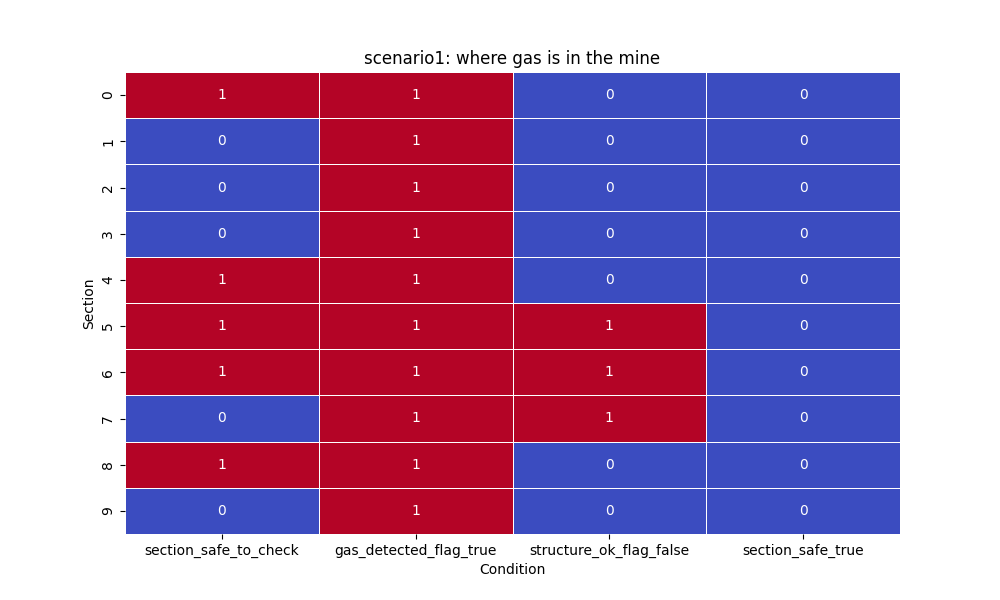 scenario1: where gas is in the mine
Section
0 1 1 0 0
1 0 1 0 0
2 0 1 0 0
3 0 1 0 0
4 1 1 0 0
5 1 1 1 0
6 1 1 1 0
7 0 1 1 0
8 1 1 0 0
9 0 1 0 0
section_safe_to_check gas_detected_flag_true structure_ok_flag_false section_safe_true
Condition